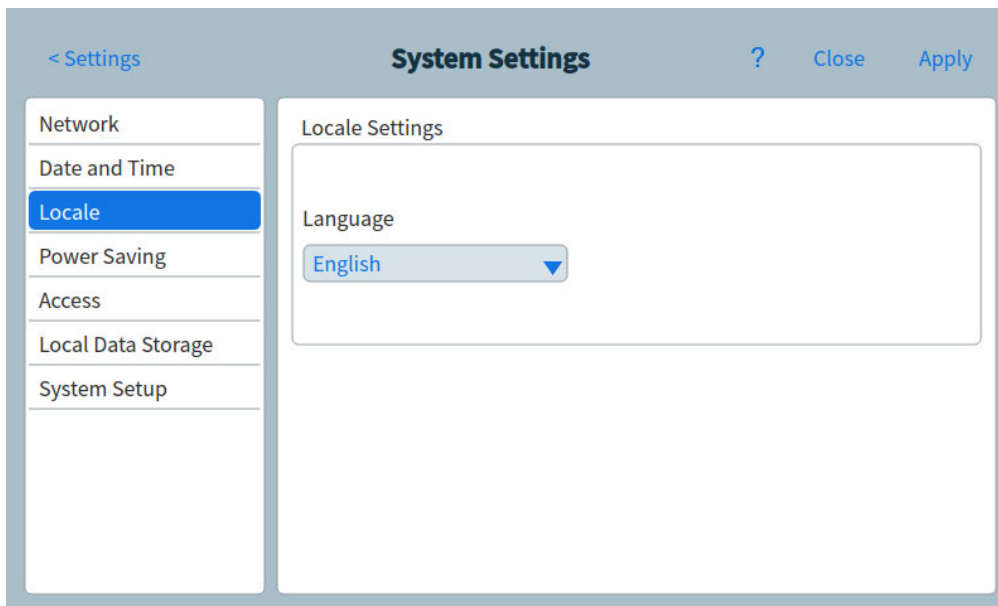 < Settings
System Settings
?
Close
Apply
Network
Date and Time
Locale
Power Saving
Access
Local Data Storage
System Setup
Locale Settings
Language
English